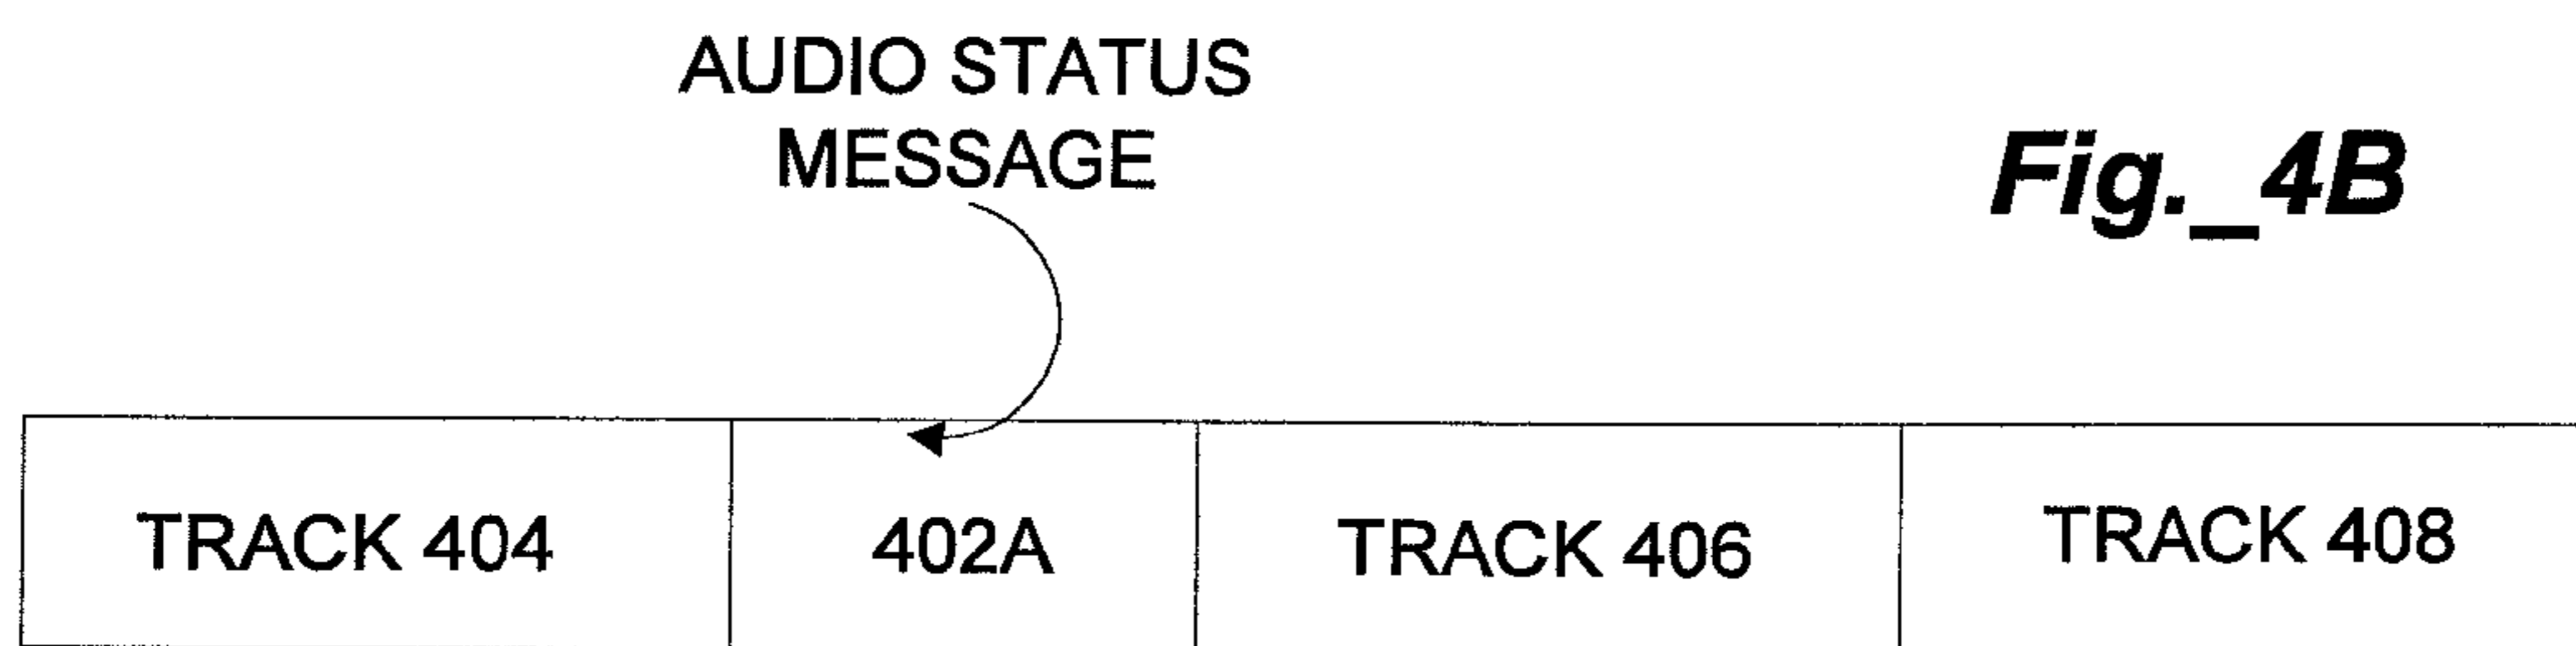 AUDIO STATUS
MESSAGE
Fig._4B
TRACK 404
402A
TRACK 406
TRACK 408